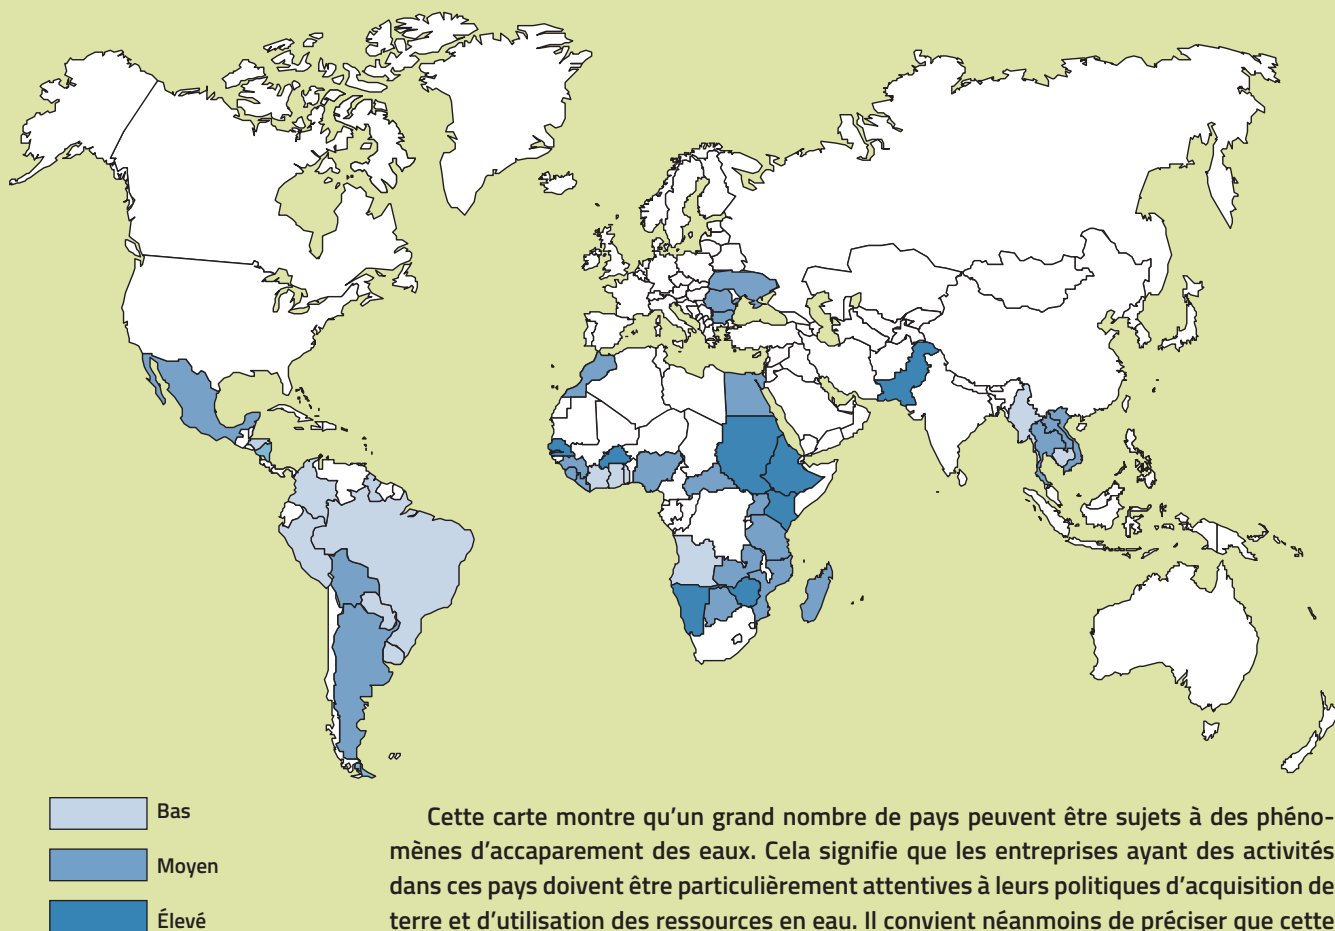 Bas
Moyen
Élevé
Cette carte montre qu'un grand nombre de pays peuvent être sujets à des phéno-
mènes d'accaparement des eaux. Cela signifie que les entreprises ayant des activités
dans ces pays doivent être particulièrement attentives à leurs politiques d'acquisition de
terre et d'utilisation des ressources en eau. Il convient néanmoins de préciser que cette